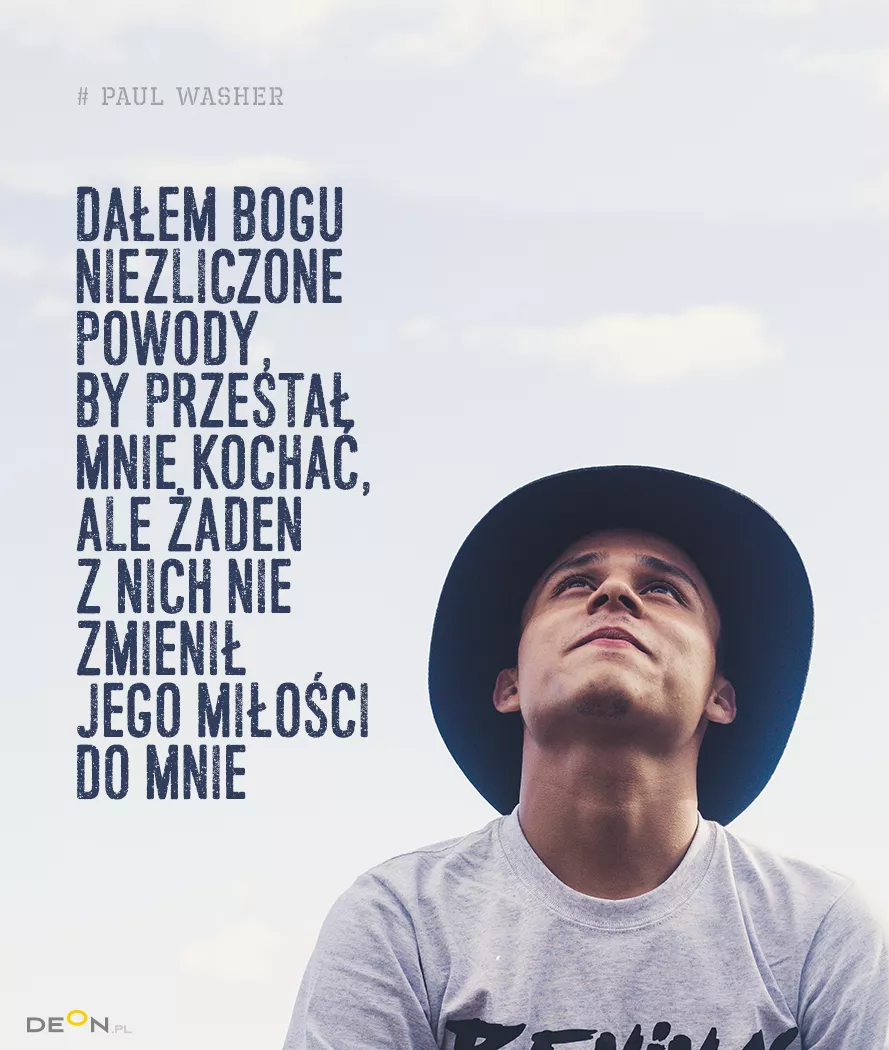 # PAUL WASHER
DAŁEM BOGU
NIEZLICZONE
POWODY,
BY PRZESTAŁ
MNIE KOCHAĆ,
ALE ŻADEN
Z NICH NIE
ZMIENIŁ
JEGO MIŁOŚCI
DO MNIE
DEON.PL